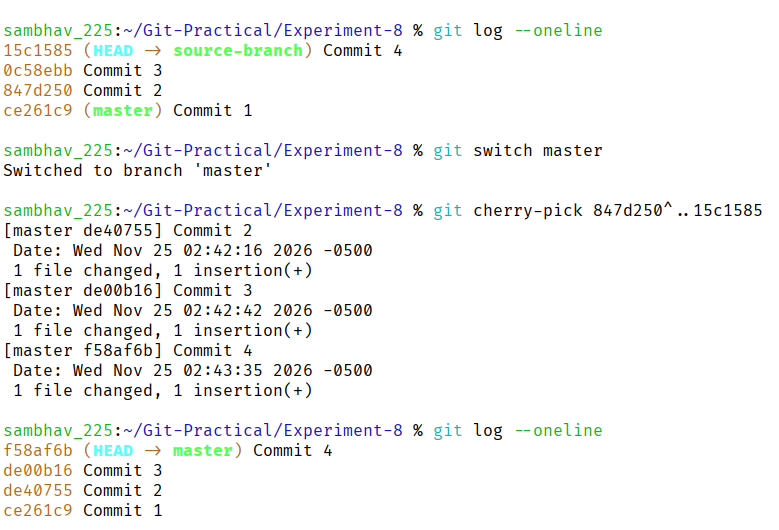 sambhav_225:~/Git-Practical/Experiment-8 % git log --oneline
15c1585 (HEAD -> source-branch) Commit 4
0c58ebb Commit 3
847d250 Commit 2
ce261c9 (master) Commit 1
sambhav_225:~/Git-Practical/Experiment-8 % git switch master
Switched to branch 'master'
sambhav_225:~/Git-Practical/Experiment-8 % git cherry-pick 847d250^..15c1585
[master de40755] Commit 2
Date: Wed Nov 25 02:42:16 2026 -0500
1 file changed, 1 insertion(+)
[master de00b16] Commit 3
Date: Wed Nov 25 02:42:42 2026 -0500
1 file changed, 1 insertion(+)
[master f58af6b] Commit 4
Date: Wed Nov 25 02:43:35 2026 -0500
1 file changed, 1 insertion(+)
sambhav_225:~/Git-Practical/Experiment-8 % git log --oneline
f58af6b (HEAD -> master) Commit 4
de00b16 Commit 3
de40755 Commit 2
ce261c9 Commit 1